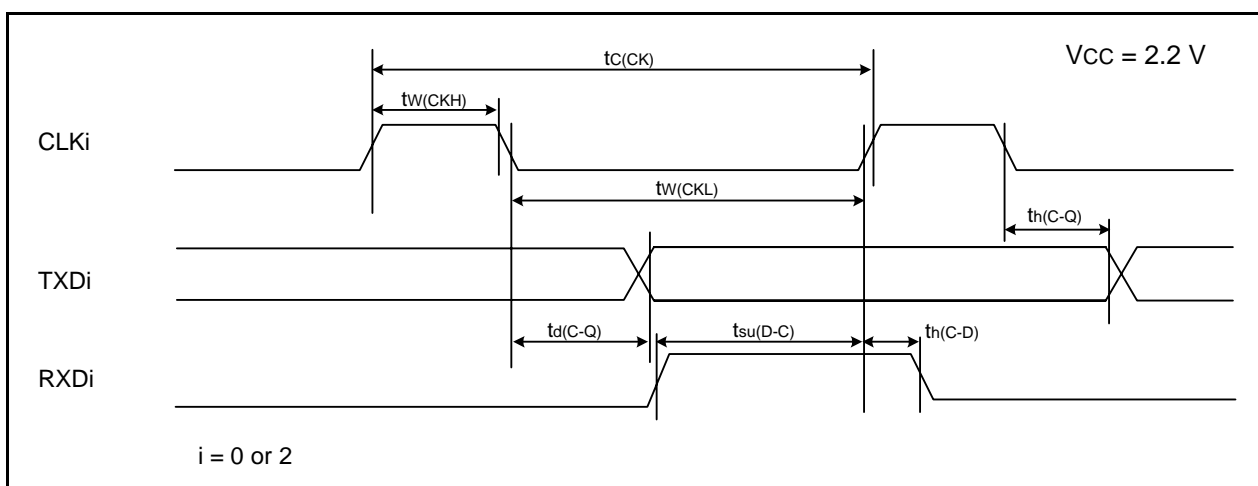 tC(CK)
VCC = 2.2 V
tW(CKH)
CLKi
tW(CKL)
th(C-Q)
TXDi
td(C-Q)
tsu(D-C)
th(C-D)
RXDi
i = 0 or 2